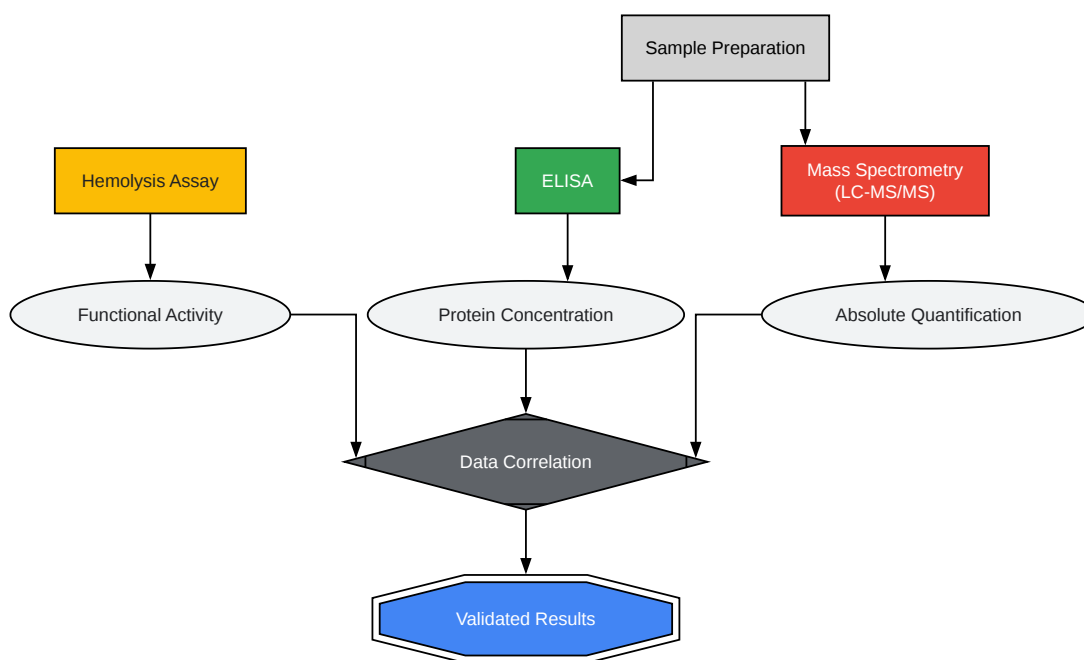 Sample Preparation
Hemolysis Assay
ELISA
Mass Spectrometry
(LC-MS/MS)
Functional Activity
Protein Concentration
Absolute Quantification
Data Correlation
Validated Results